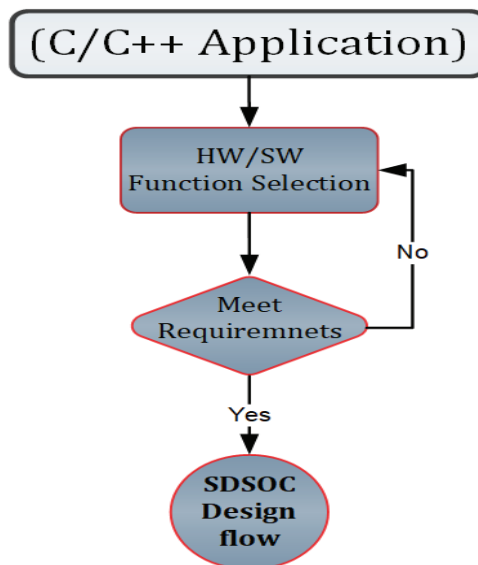 (C/C++ Application)
HW/SW
Function Selection
No
Meet
Requiremnets
Yes
SDSOC
Design
flow